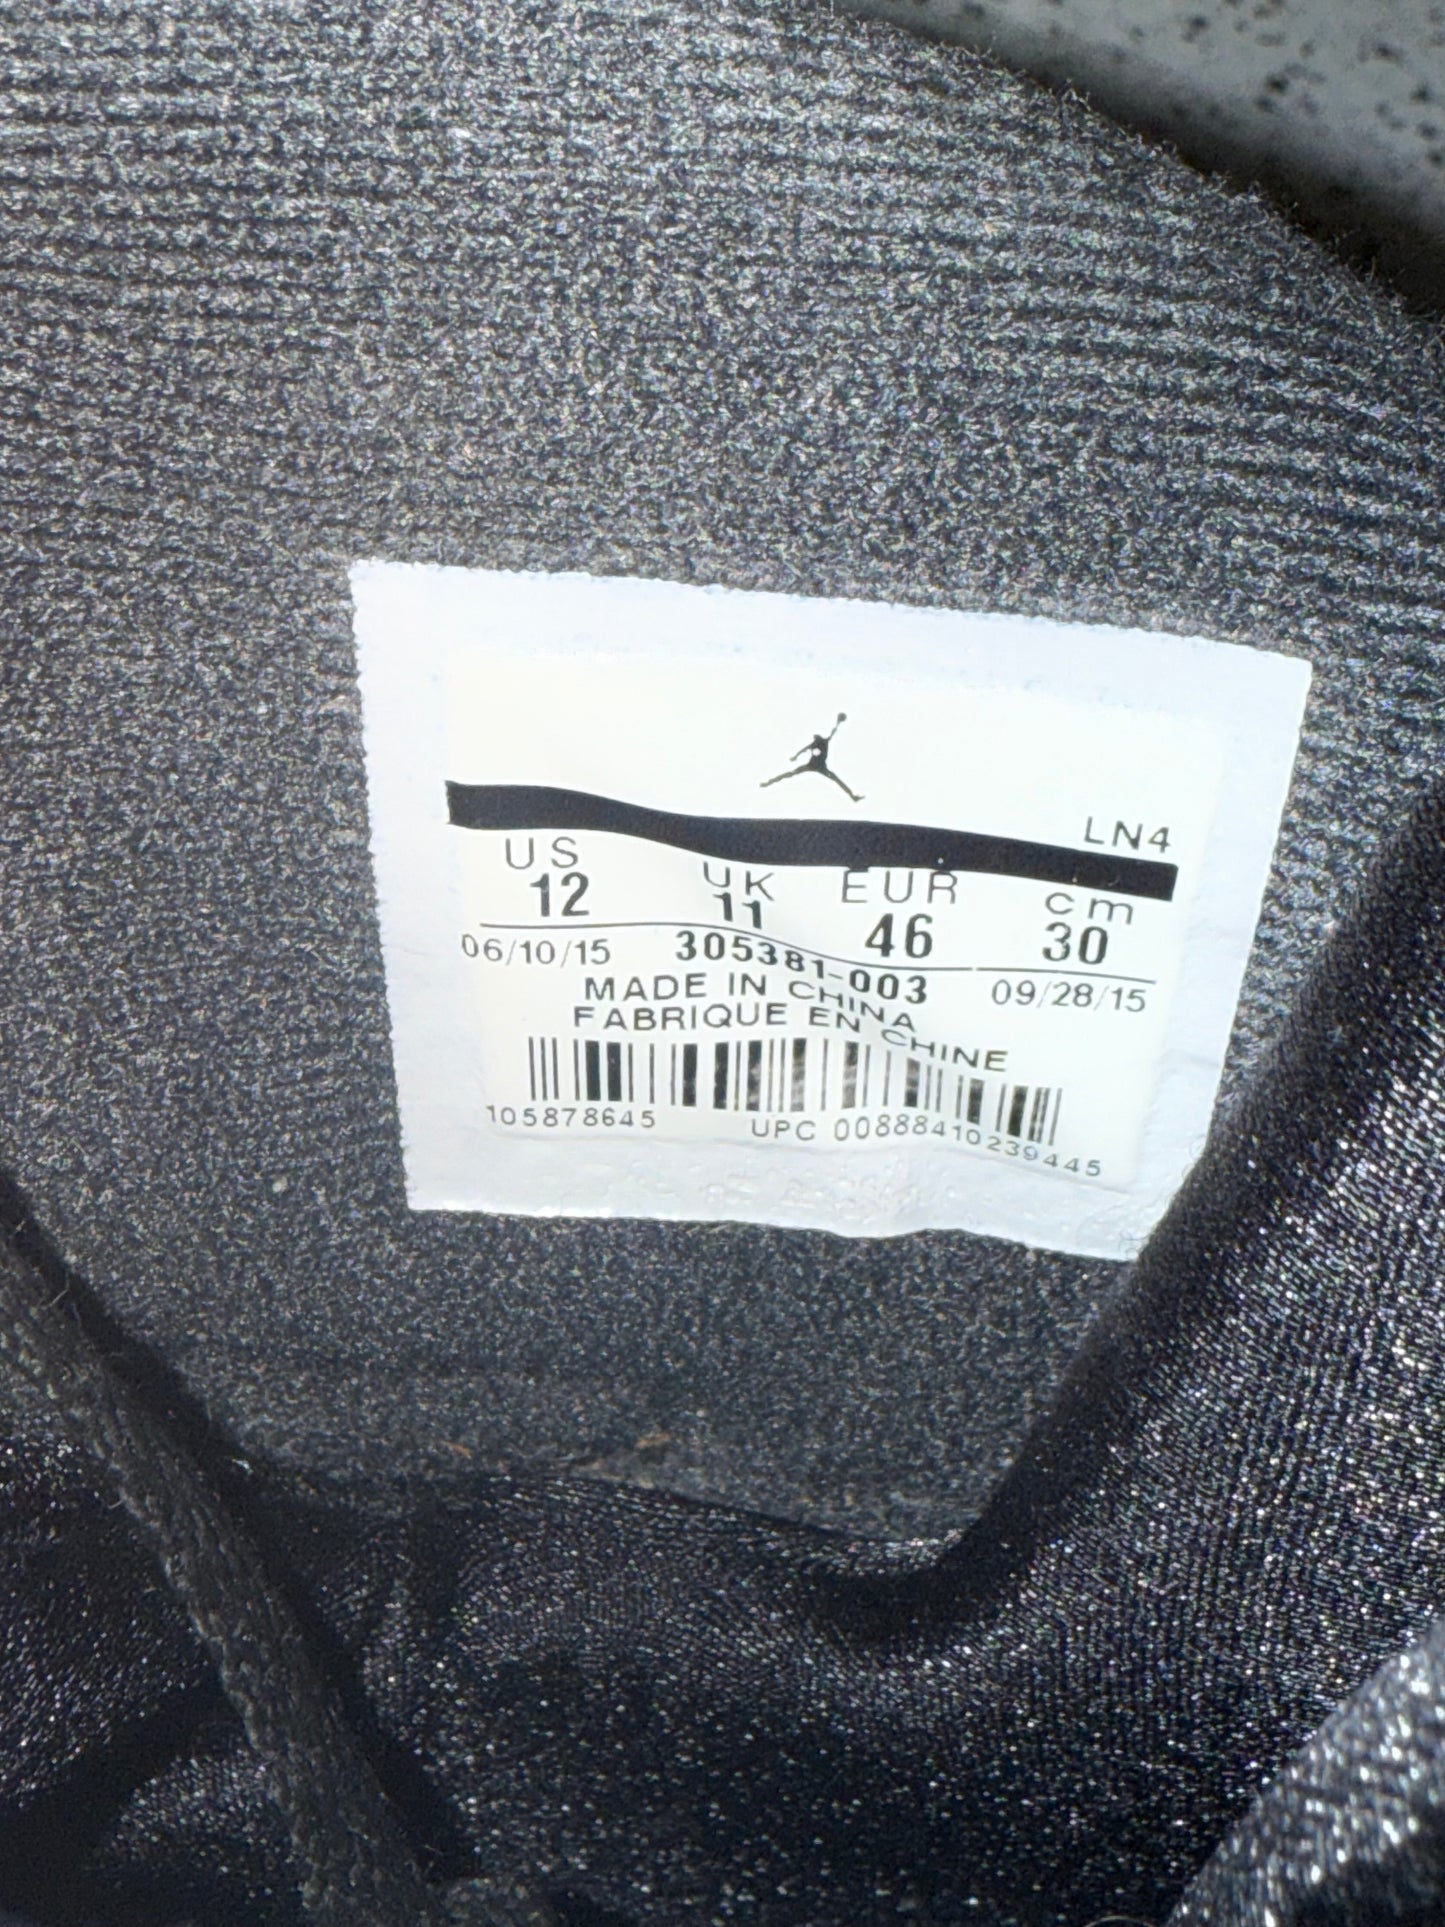 LN4
US UK EUR cm
12 11 46 30
06/10/15 305381-003 09/28/15
MADE IN CHINA
FABRIQUE EN CHINE
105878645 UPC 00888410239445